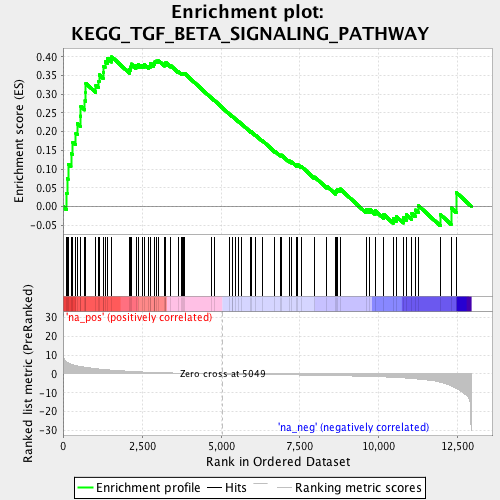 Enrichment plot:
KEGG_TGF_BETA_SIGNALING_PATHWAY
Enrichment score (ES)
0.40
0.35
0.30
0.25
0.20
0.15
0.10
0.05
0.00
-0.05
'na_pos' (positively correlated)
Ranked list metric (PreRanked)
30
20
10
0
-10
-20
-30
Zero cross at 5049
'na_neg' (negatively correlated)
0
2,500
5,000
7,500
10,000
12,500
Rank in Ordered Dataset
Enrichment profile
Hits
Ranking metric scores